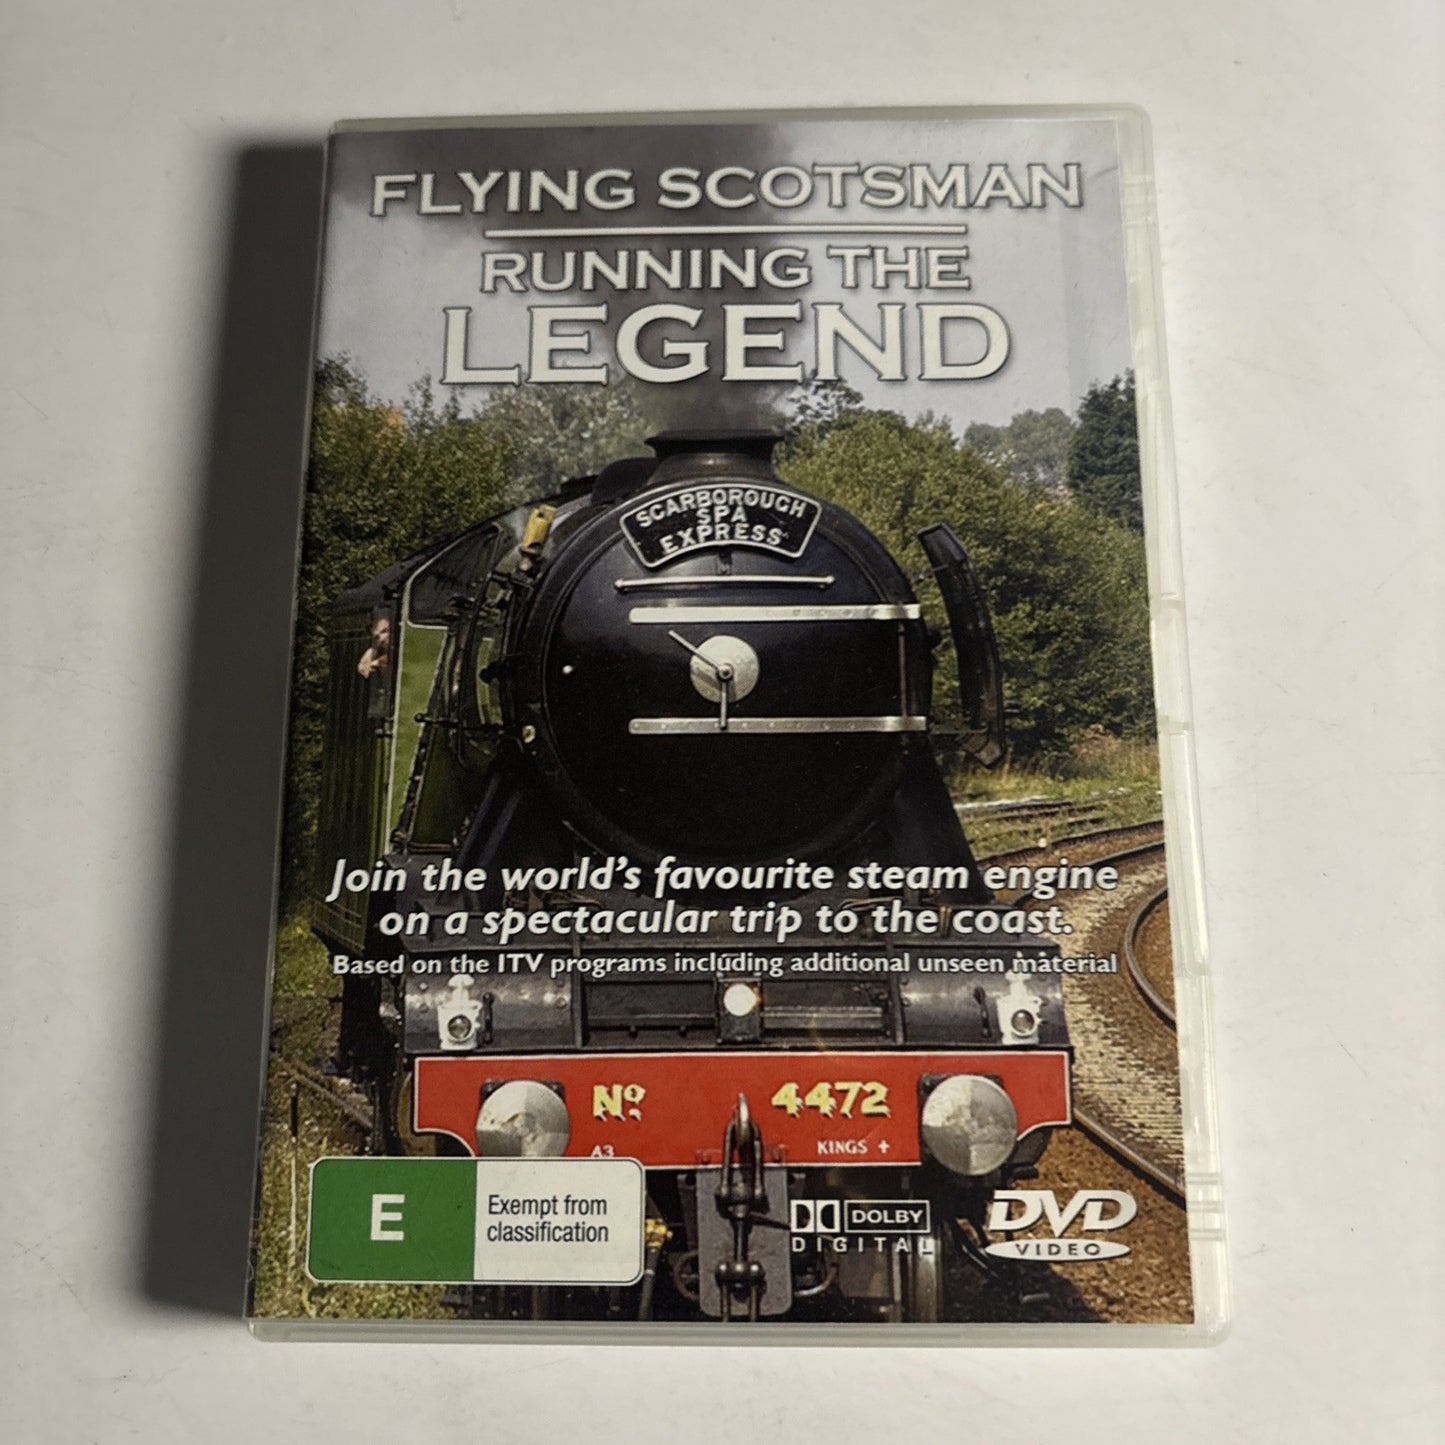 FLYING SCOTSMAN
RUNNING THE
LEGEND
SCARBOROUGH
SPA
EXPRESS
Join the world's favourite steam engine
on a spectacular trip to the coast.
Based on the ITV programs including additional unseen material
No. 4472
A3 KINGS +
E
Exempt from
classification
DOLBY
DIGITAL
DVD
VIDEO